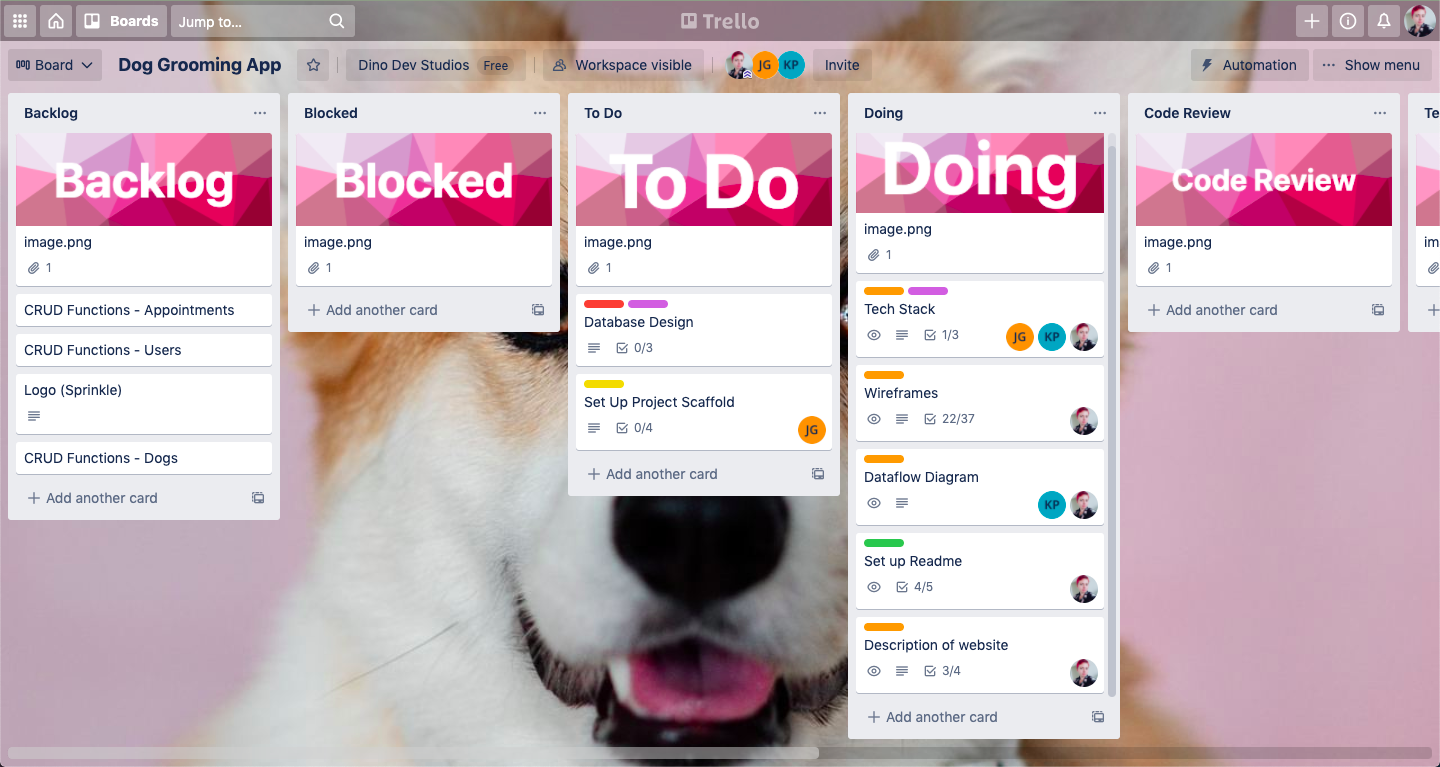 Boards
Jump to...
Trello
Board
Dog Grooming App
Dino Dev Studios Free
Workspace visible
JG
KP
Invite
Automation
Show menu
Backlog
Backlog
image.png
1
CRUD Functions - Appointments
CRUD Functions - Users
Logo (Sprinkle)
CRUD Functions - Dogs
Add another card
Blocked
Blocked
image.png
1
Add another card
To Do
To Do
image.png
1
Database Design
0/3
Set Up Project Scaffold
0/4
JG
Add another card
Doing
Doing
image.png
1
Tech Stack
1/3
JG
KP
Wireframes
22/37
Dataflow Diagram
KP
Set up Readme
4/5
Description of website
3/4
Add another card
Code Review
Code Review
image.png
1
Add another card
Te